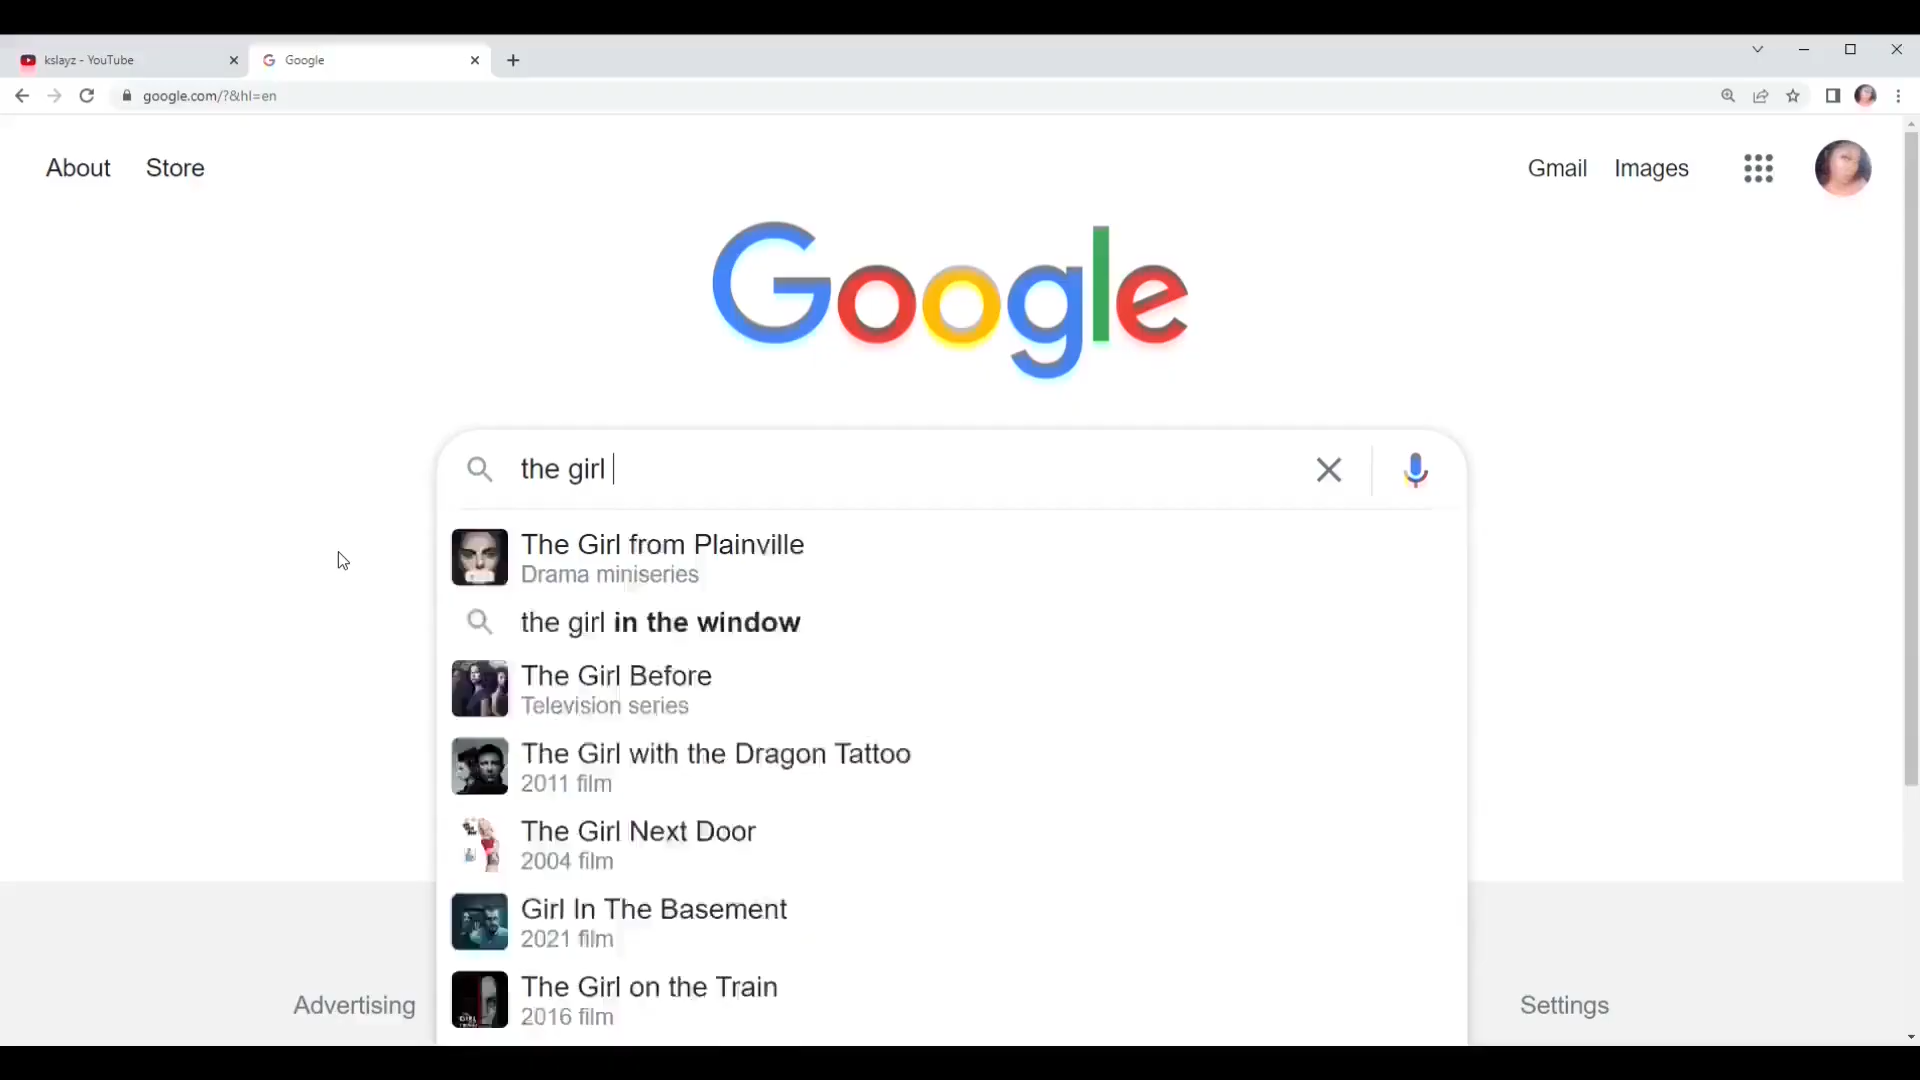 kslayz - YouTube
Google
google.com/?&hl=en
About
Store
Gmail
Images
Google
the girl
The Girl from Plainville
Drama miniseries
the girl in the window
The Girl Before
Television series
The Girl with the Dragon Tattoo
2011 film
The Girl Next Door
2004 film
Girl In The Basement
2021 film
The Girl on the Train
2016 film
Advertising
Settings